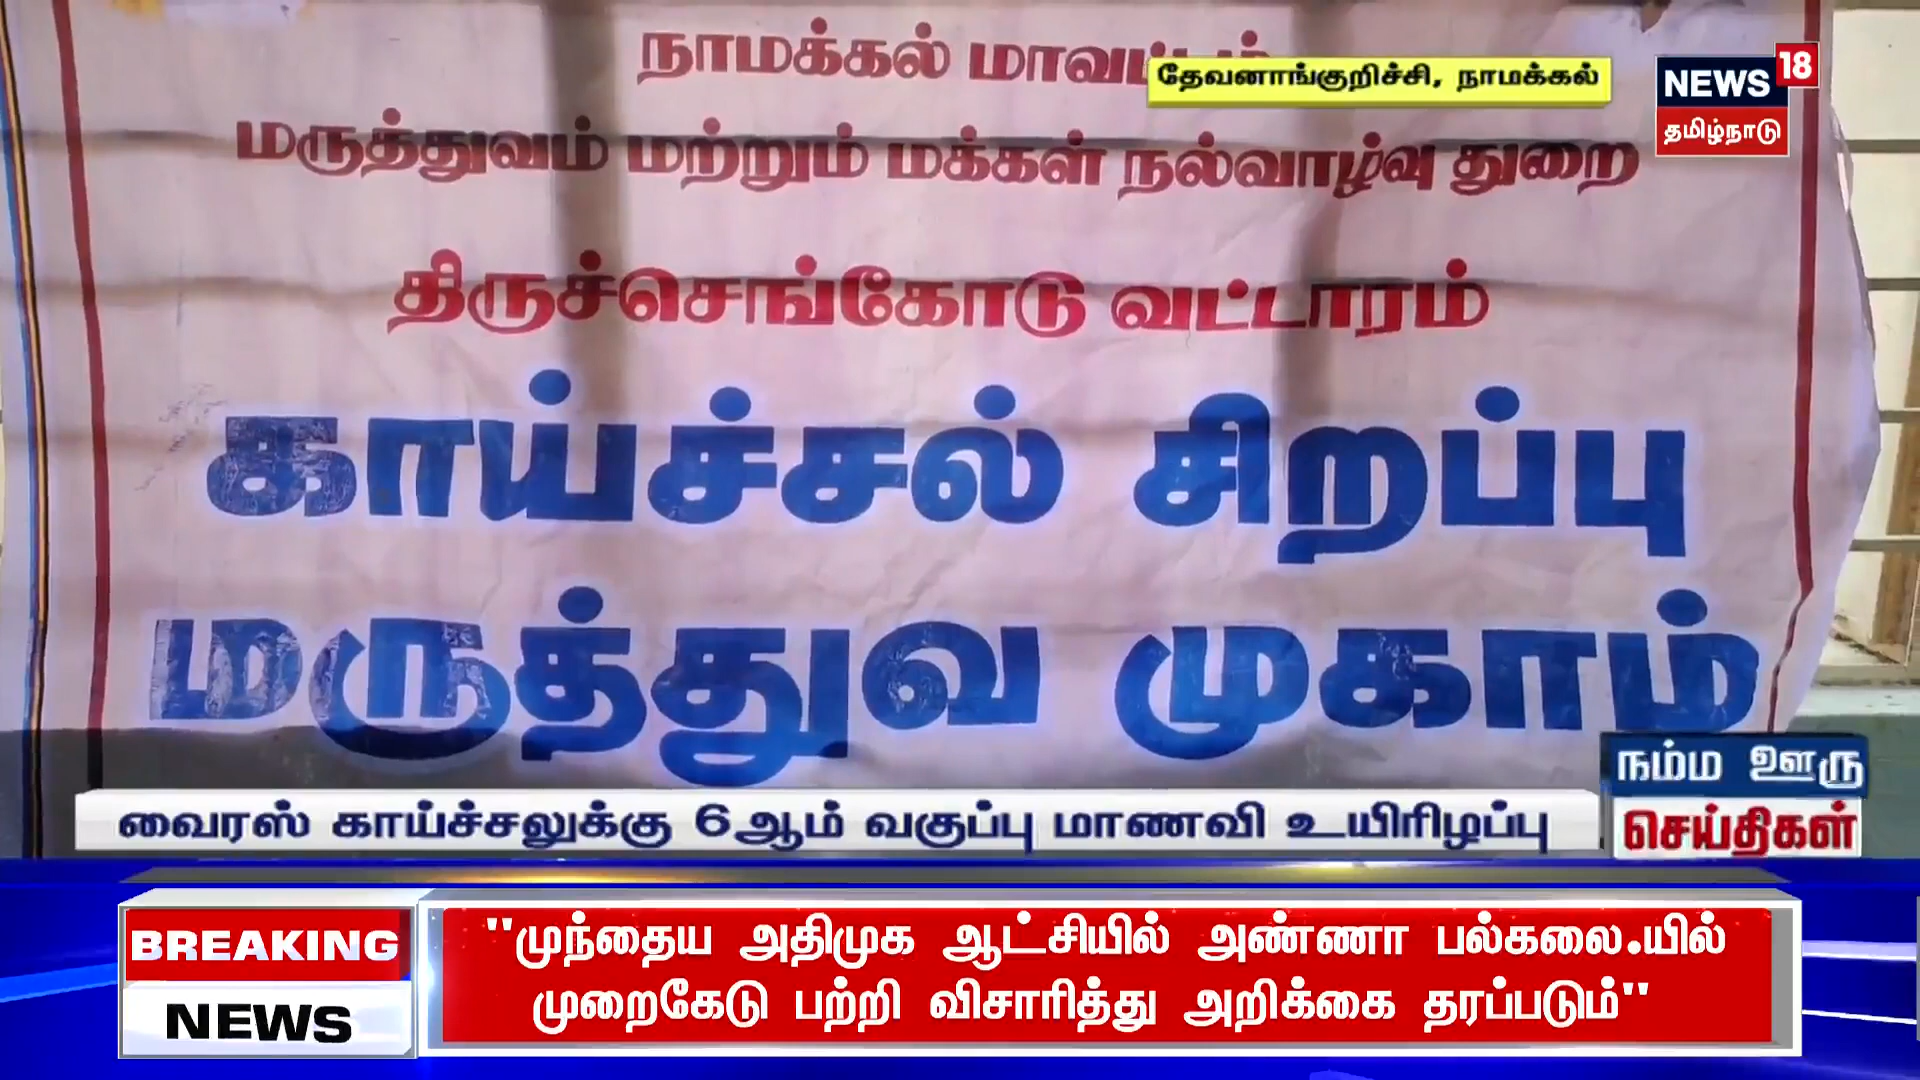 நாமக்கல்
தேவனாங்குறிச்சி, நாமக்கல்
NEWS 18
தமிழ்நாடு
மருத்துவம் மற்றும் மக்கள் நல்வாழ்வு துறை
திருச்செங்கோடு வட்டாரம்
காய்ச்சல் சிறப்பு
மருத்துவ முகாம்
நம்ம ஊரு
செய்திகள்
வைரஸ் காய்ச்சலுக்கு 6ஆம் வகுப்பு மாணவி உயிரிழப்பு
BREAKING
NEWS
"முந்தைய அதிமுக ஆட்சியில் அண்ணா பல்கலை.யில்
முறைகேடு பற்றி விசாரித்து அறிக்கை தரப்படும்"